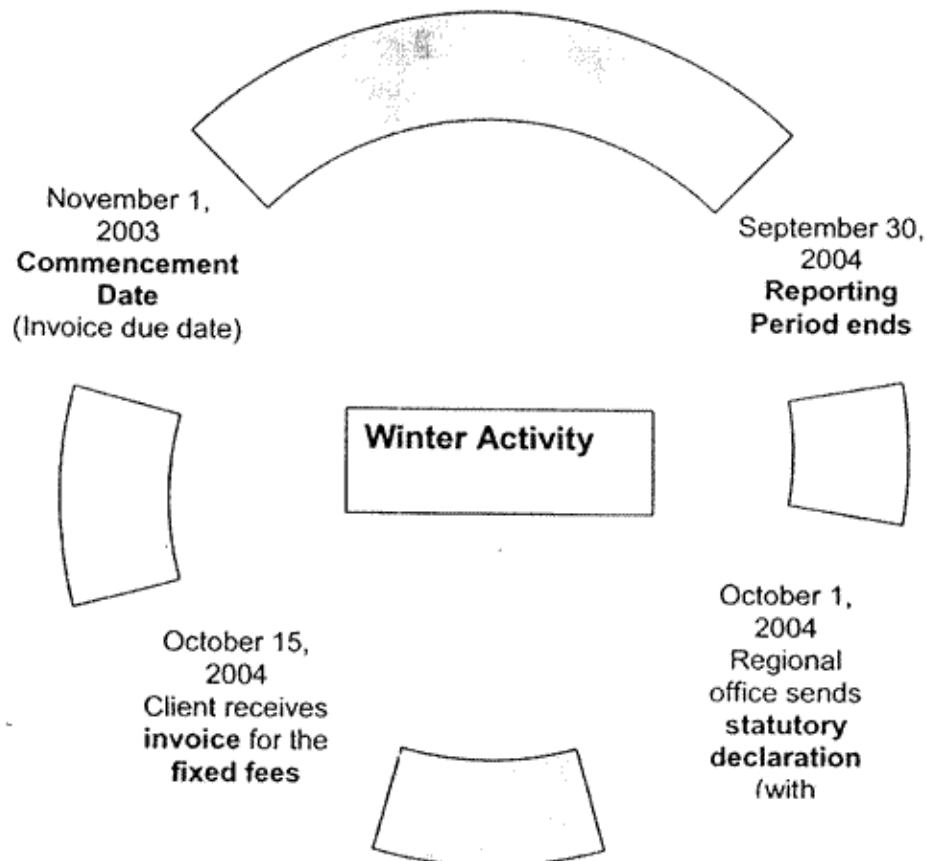 November 1,
2003
Commencement
Date
(Invoice due date)
September 30,
2004
Reporting
Period ends
Winter Activity
October 15,
2004
Client receives
invoice for the
fixed fees
October 1,
2004
Regional
office sends
statutory
declaration
(with